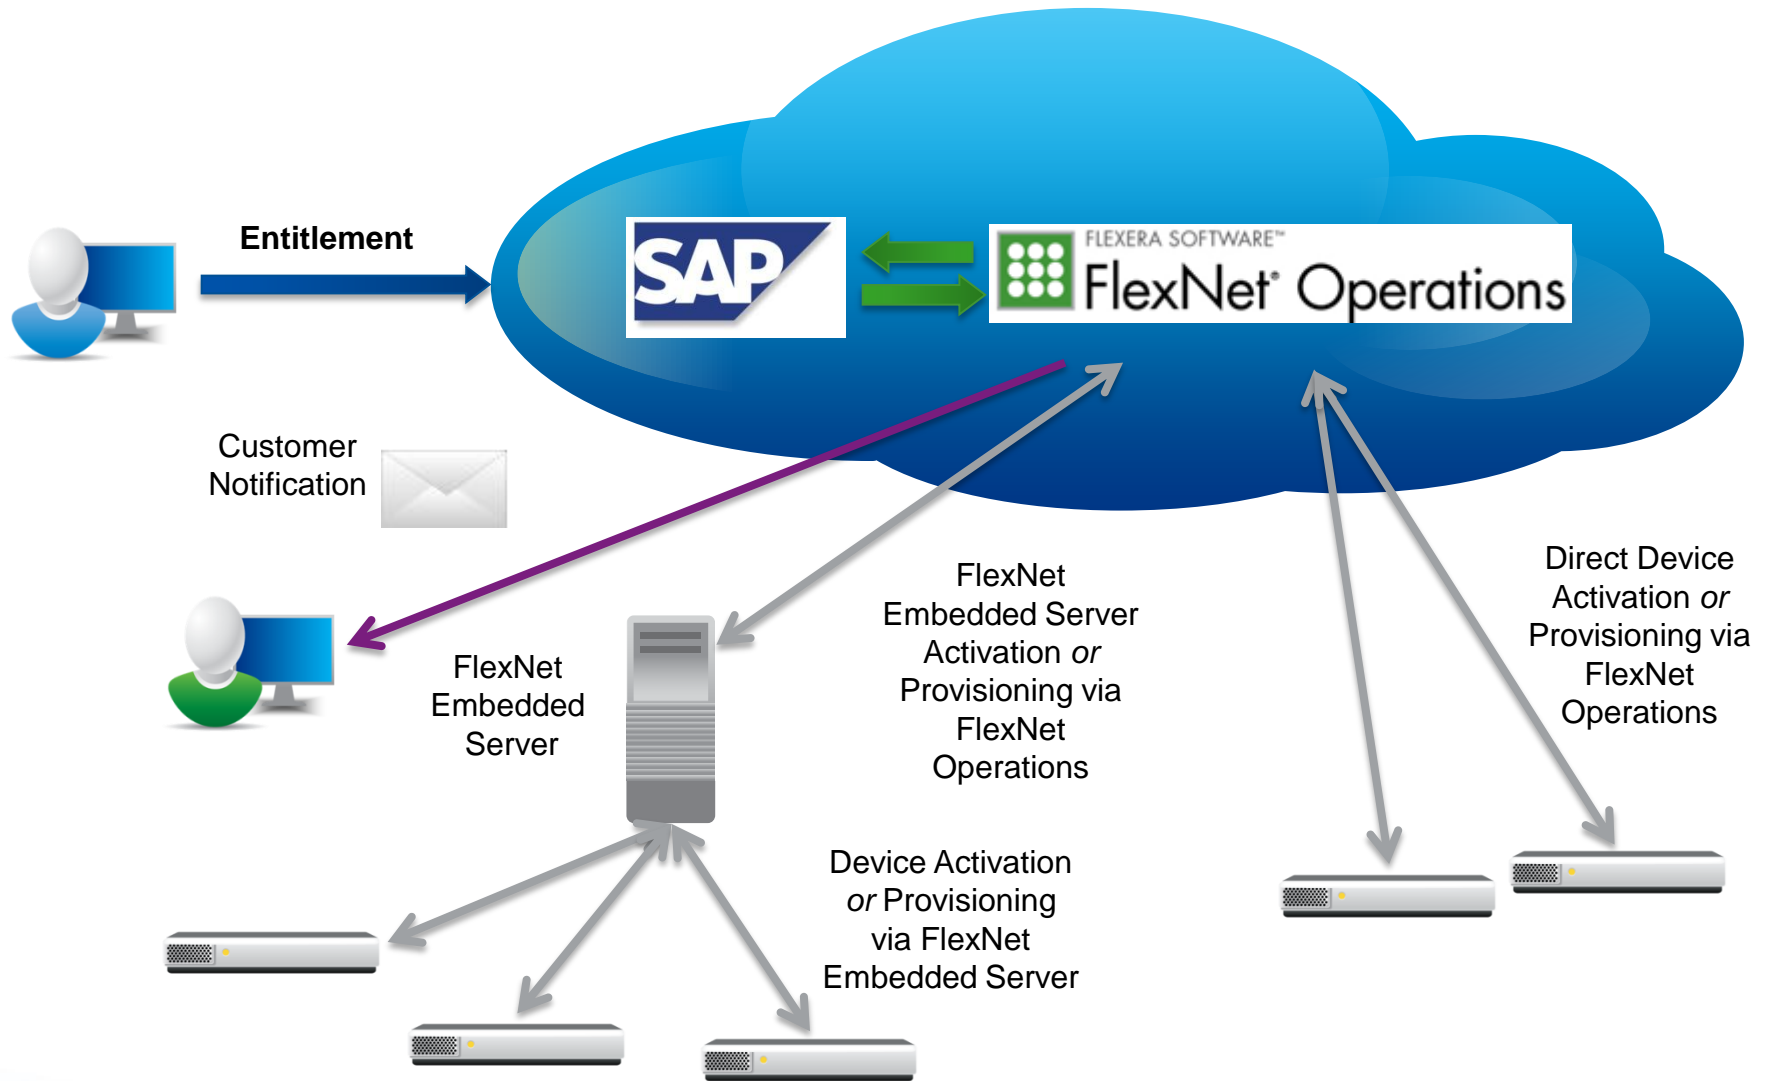 Entitlement
SAP
FLEXERA SOFTWARE™
FlexNet® Operations
Customer
Notification
FlexNet
Embedded
Server
FlexNet
Embedded Server
Activation or
Provisioning via
FlexNet
Operations
Direct Device
Activation or
Provisioning via
FlexNet
Operations
Device Activation
or Provisioning
via FlexNet
Embedded Server